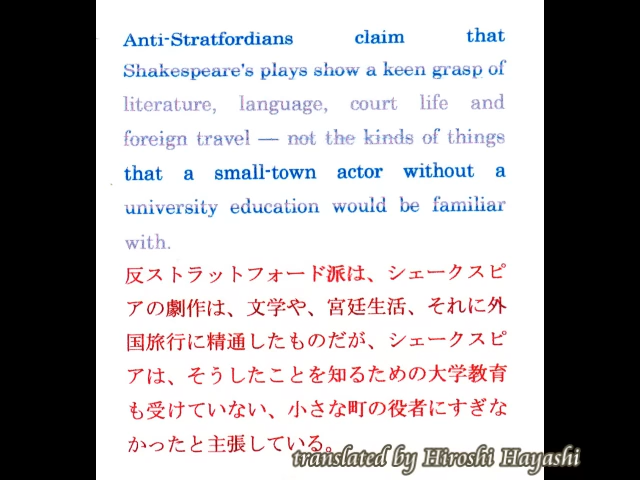 Anti-Stratfordians claim that
Shakespeare's plays show a keen grasp of
literature, language, court life and
foreign travel — not the kinds of things
that a small-town actor without a
university education would be familiar
with.
反ストラットフォード派は、シェークスピ
アの劇作は、文学や、宮廷生活、それに外
国旅行に精通したものだが、シェークスピ
アは、そうしたことを知るための大学教育
も受けていない、小さな町の役者にすぎな
かったと主張している。
translated by Hiroshi Hayashi